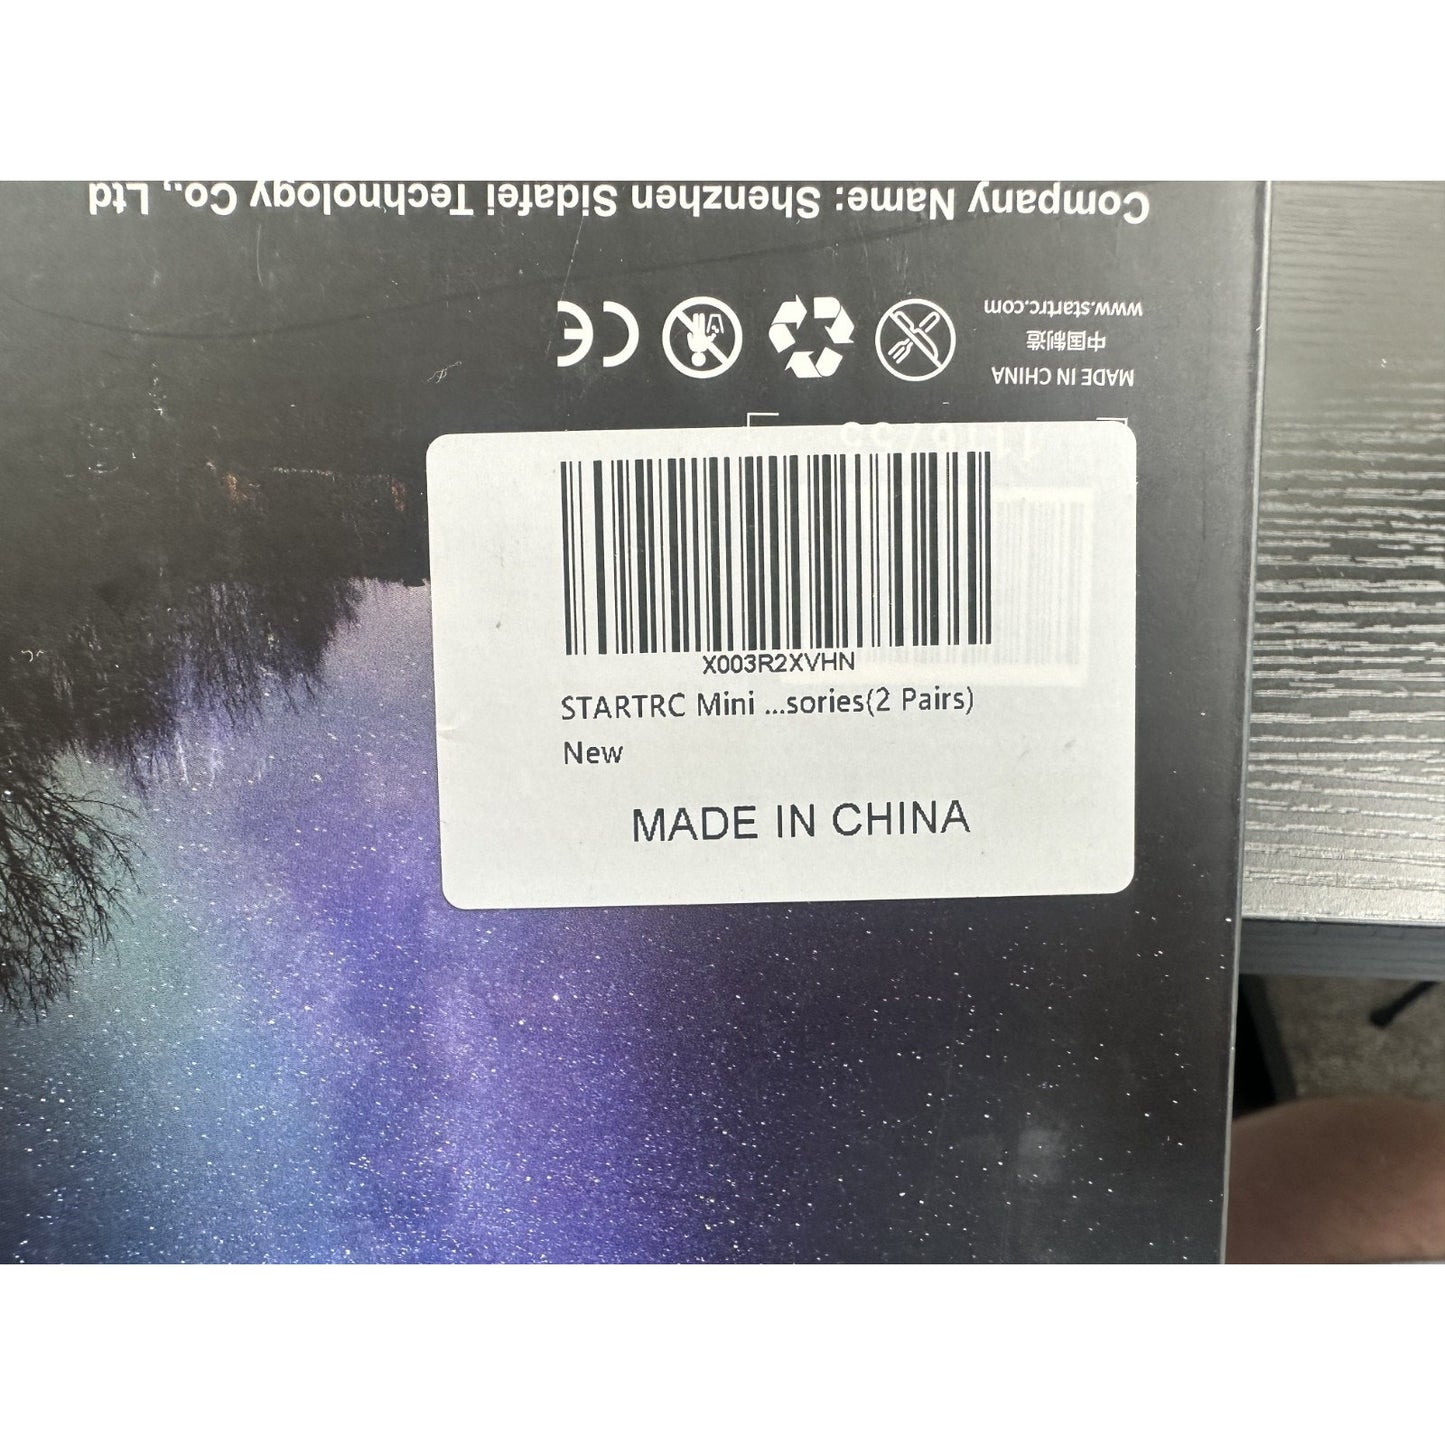 Company Name: Shenzhen Sidafei Technology Co., Ltd
www.startrc.com
中国制造
MADE IN CHINA
X003R2XVHN
STARTRC Mini ...sories(2 Pairs)
New
MADE IN CHINA